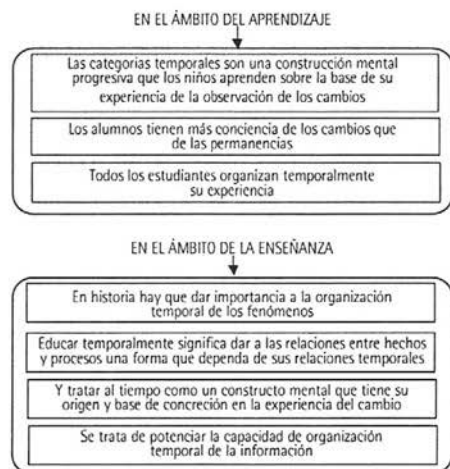 EN EL ÁMBITO DEL APRENDIZAJE
Las categorias temporales son una construcción mental
progresiva que los niños aprenden sobre la base de su
experiencia de la observación de los cambios
Los alumnos tienen más conciencia de los cambios que
de las permanencias
Todos los estudiantes organizan temporalmente
su experiencia
EN EL ÁMBITO DE LA ENSEÑANZA
En historia hay que dar importancia a la organización
temporal de los fenómenos
Educar temporalmente significa dar a las relaciones entre hechos
y procesos una forma que dependa de sus relaciones temporales
Y tratar al tiempo como un constructo mental que tiene su
origen y base de concreción en la experiencia del cambio
Se trata de potenciar la capacidad de organización
temporal de la información